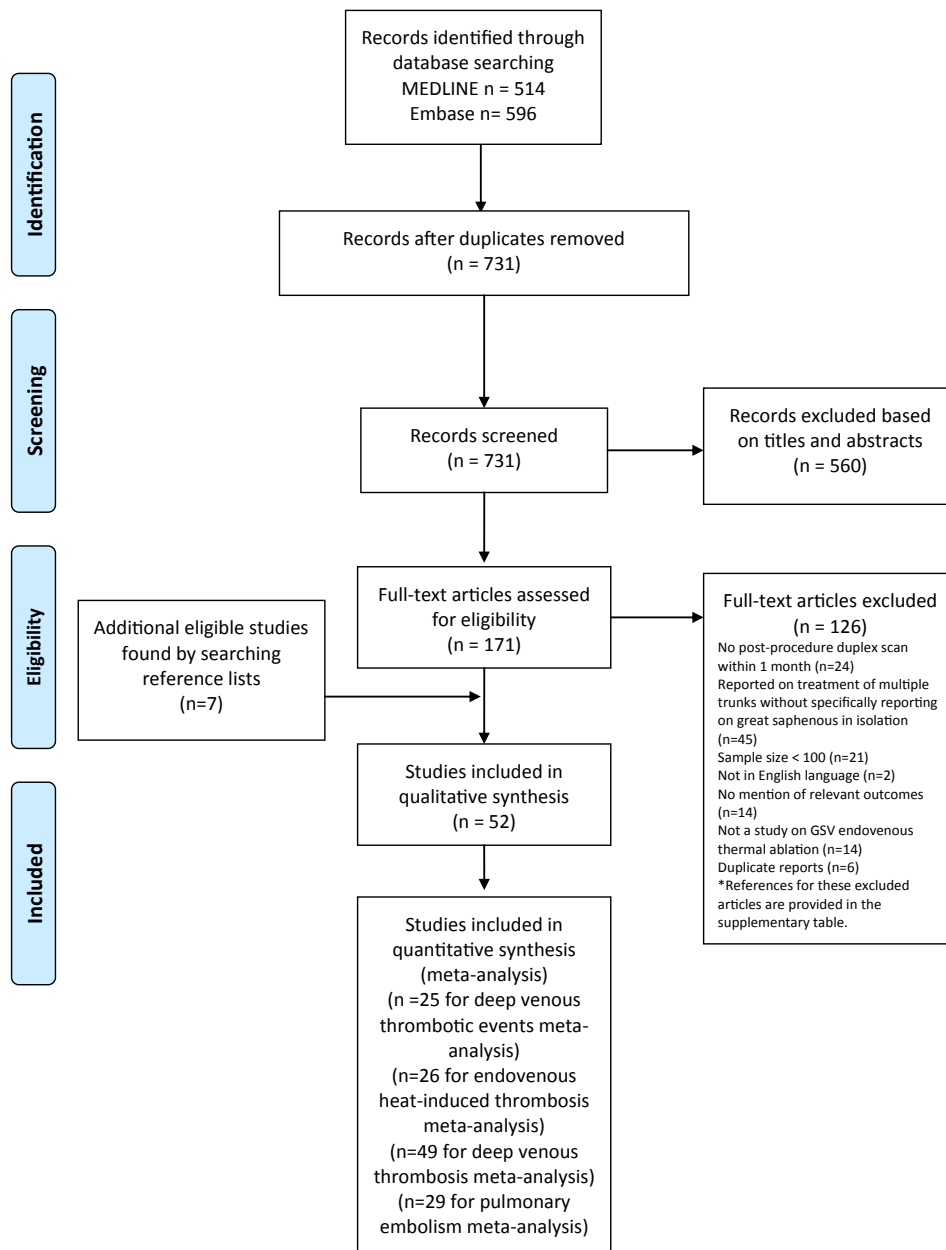 Records identified through
database searching
MEDLINE n = 514
Embase n= 596
Identification
Records after duplicates removed
(n = 731)
Screening
Records screened
(n = 731)
Records excluded based
on titles and abstracts
(n = 560)
Eligibility
Full-text articles assessed
for eligibility
(n = 171)
Full-text articles excluded
(n = 126)
No post-procedure duplex scan
within 1 month (n=24)
Reported on treatment of multiple
trunks without specifically reporting
on great saphenous in isolation
(n=45)
Sample size < 100 (n=21)
Not in English language (n=2)
No mention of relevant outcomes
(n=14)
Not a study on GSV endovenous
thermal ablation (n=14)
Duplicate reports (n=6)
*References for these excluded
articles are provided in the
supplementary table.
Additional eligible studies
found by searching
reference lists
(n=7)
Included
Studies included in
qualitative synthesis
(n = 52)
Studies included in
quantitative synthesis
(meta-analysis)
(n =25 for deep venous
thrombotic events meta-
analysis)
(n=26 for endovenous
heat-induced thrombosis
meta-analysis)
(n=49 for deep venous
thrombosis meta-analysis)
(n=29 for pulmonary
embolism meta-analysis)